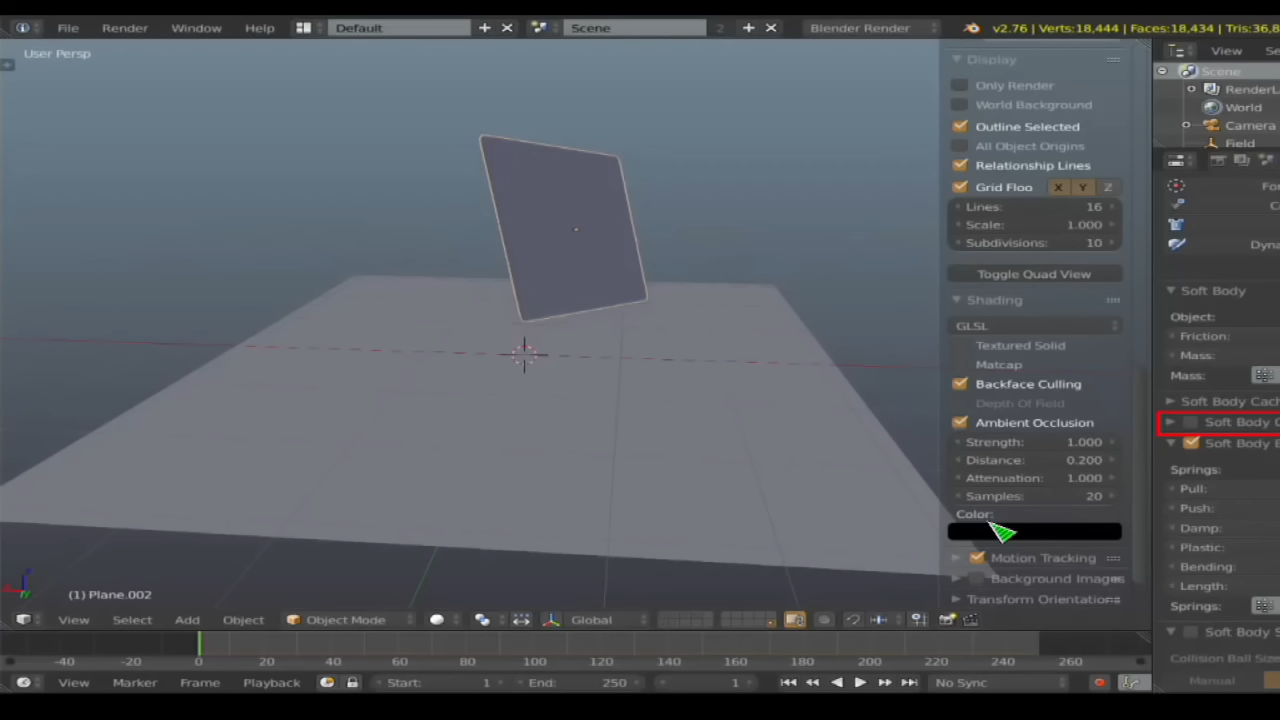 File Render Window Help Default Scene 2 Blender Render v2.76 | Verts:18,444 | Faces:18,434 | Tris:36,8
User Persp
Display
Only Render
World Background
Outline Selected
All Object Origins
Relationship Lines
Grid Floo X Y Z
Lines: 16
Scale: 1.000
Subdivisions: 10
Toggle Quad View
Shading
GLSL
Textured Solid
Matcap
Backface Culling
Depth Of Field
Ambient Occlusion
Strength: 1.000
Distance: 0.200
Attenuation: 1.000
Samples: 20
Color:
Motion Tracking
Background Images
Transform Orientation
View Se
Scene
RenderL
World
Camera
Field
Fo
C
Dyna
Soft Body
Object:
Friction:
Mass:
Mass:
Soft Body Cach
Soft Body C
Soft Body E
Springs:
Pull:
Push:
Damp:
Plastic:
Bending:
Length:
Springs:
Soft Body S
Collision Ball Size
Manual
(1) Plane.002
View Select Add Object Object Mode Global
-40 -20 0 20 40 60 80 100 120 140 160 180 200 220 240 260
View Marker Frame Playback Start: 1 End: 250 1 No Sync